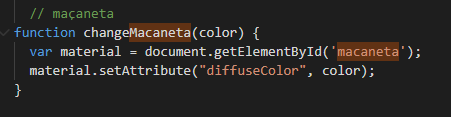 // maçaneta
function changeMacaneta(color) {
var material = document.getElementById('macaneta');
material.setAttribute("diffuseColor", color);
}